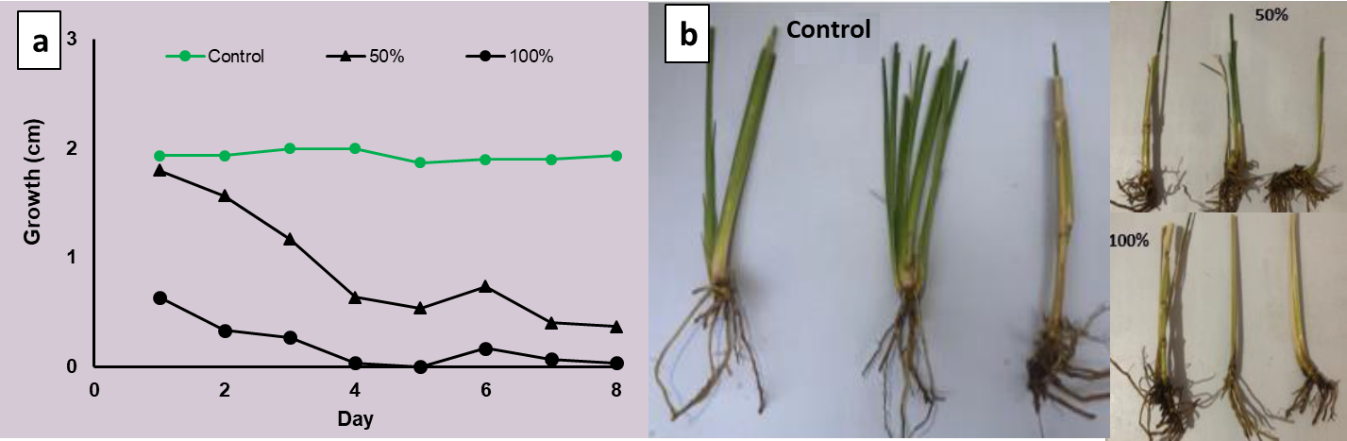 a
3
Control 50% 100%
2
1
0
Growth (cm)
0 2 4 6 8
Day
b
Control
50%
100%